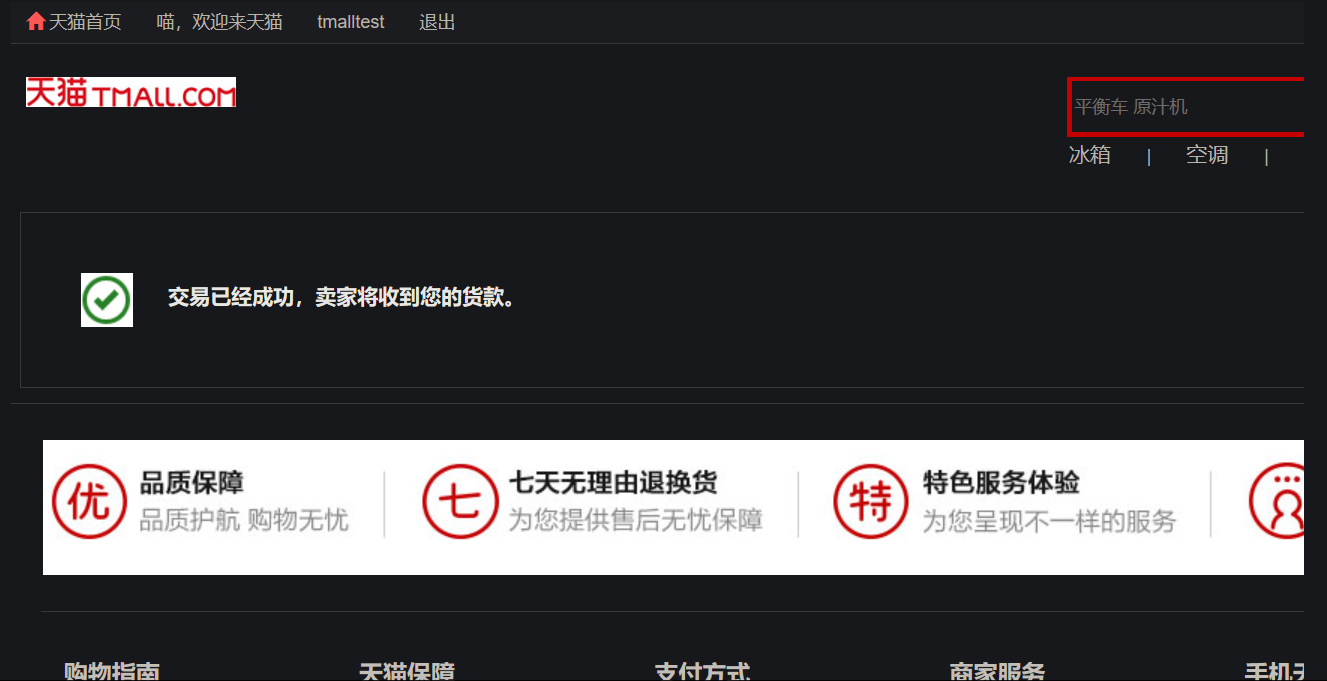 天猫首页 喵，欢迎来天猫 tmalltest 退出
天猫 TMALL.COM
平衡车 原汁机
冰箱 | 空调 |
交易已经成功，卖家将收到您的货款。
优 品质保障 七 七天无理由退换货 特 特色服务体验
品质护航 购物无忧 为您提供售后无忧保障 为您呈现不一样的服务
购物指南 天猫保障 支付方式 商家服务 手机